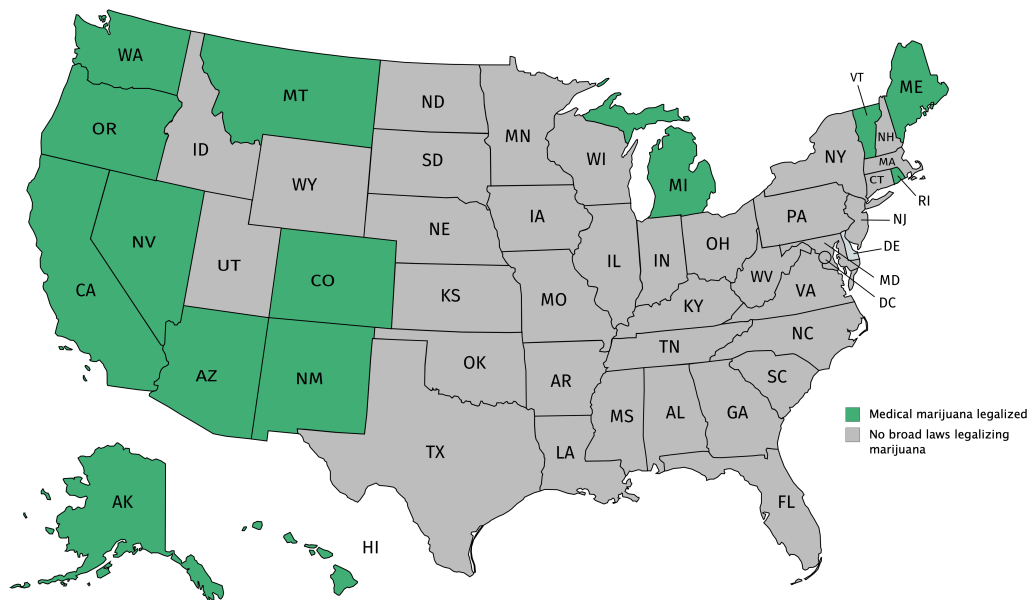 WA
MT
ND
MN
VT
ME
OR
ID
SD
WI
MI
NY
NH
MA
CT
RI
WY
NV
UT
CO
NE
IA
IL
IN
OH
PA
NJ
DE
MD
DC
CA
KS
MO
KY
WV
VA
AZ
NM
OK
AR
TN
NC
SC
MS
AL
GA
Medical marijuana legalized
No broad laws legalizing
marijuana
TX
LA
FL
AK
HI